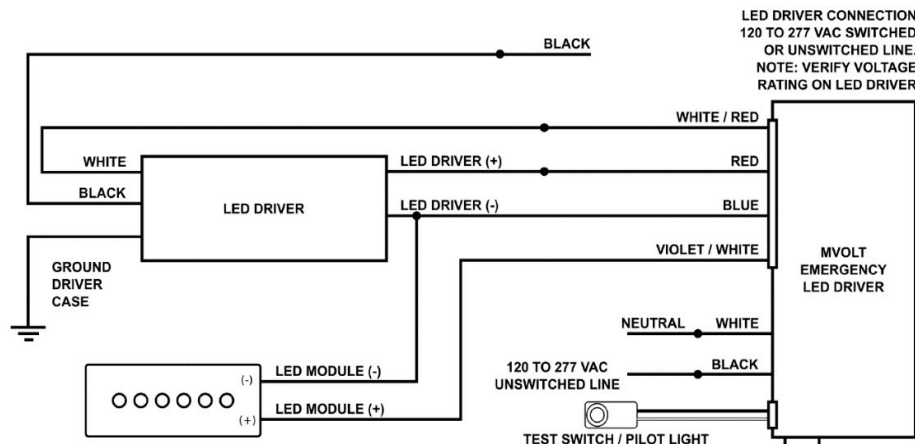 LED DRIVER CONNECTION
120 TO 277 VAC SWITCHED
OR UNSWITCHED LINE.
NOTE: VERIFY VOLTAGE
RATING ON LED DRIVER
BLACK
WHITE / RED
WHITE
LED DRIVER (+)
RED
BLACK
LED DRIVER
LED DRIVER (-)
BLUE
VIOLET / WHITE
GROUND
DRIVER
CASE
MVOLT
EMERGENCY
LED DRIVER
NEUTRAL
WHITE
120 TO 277 VAC
UNSWITCHED LINE
BLACK
(-)
LED MODULE (-)
(+)
LED MODULE (+)
TEST SWITCH / PILOT LIGHT